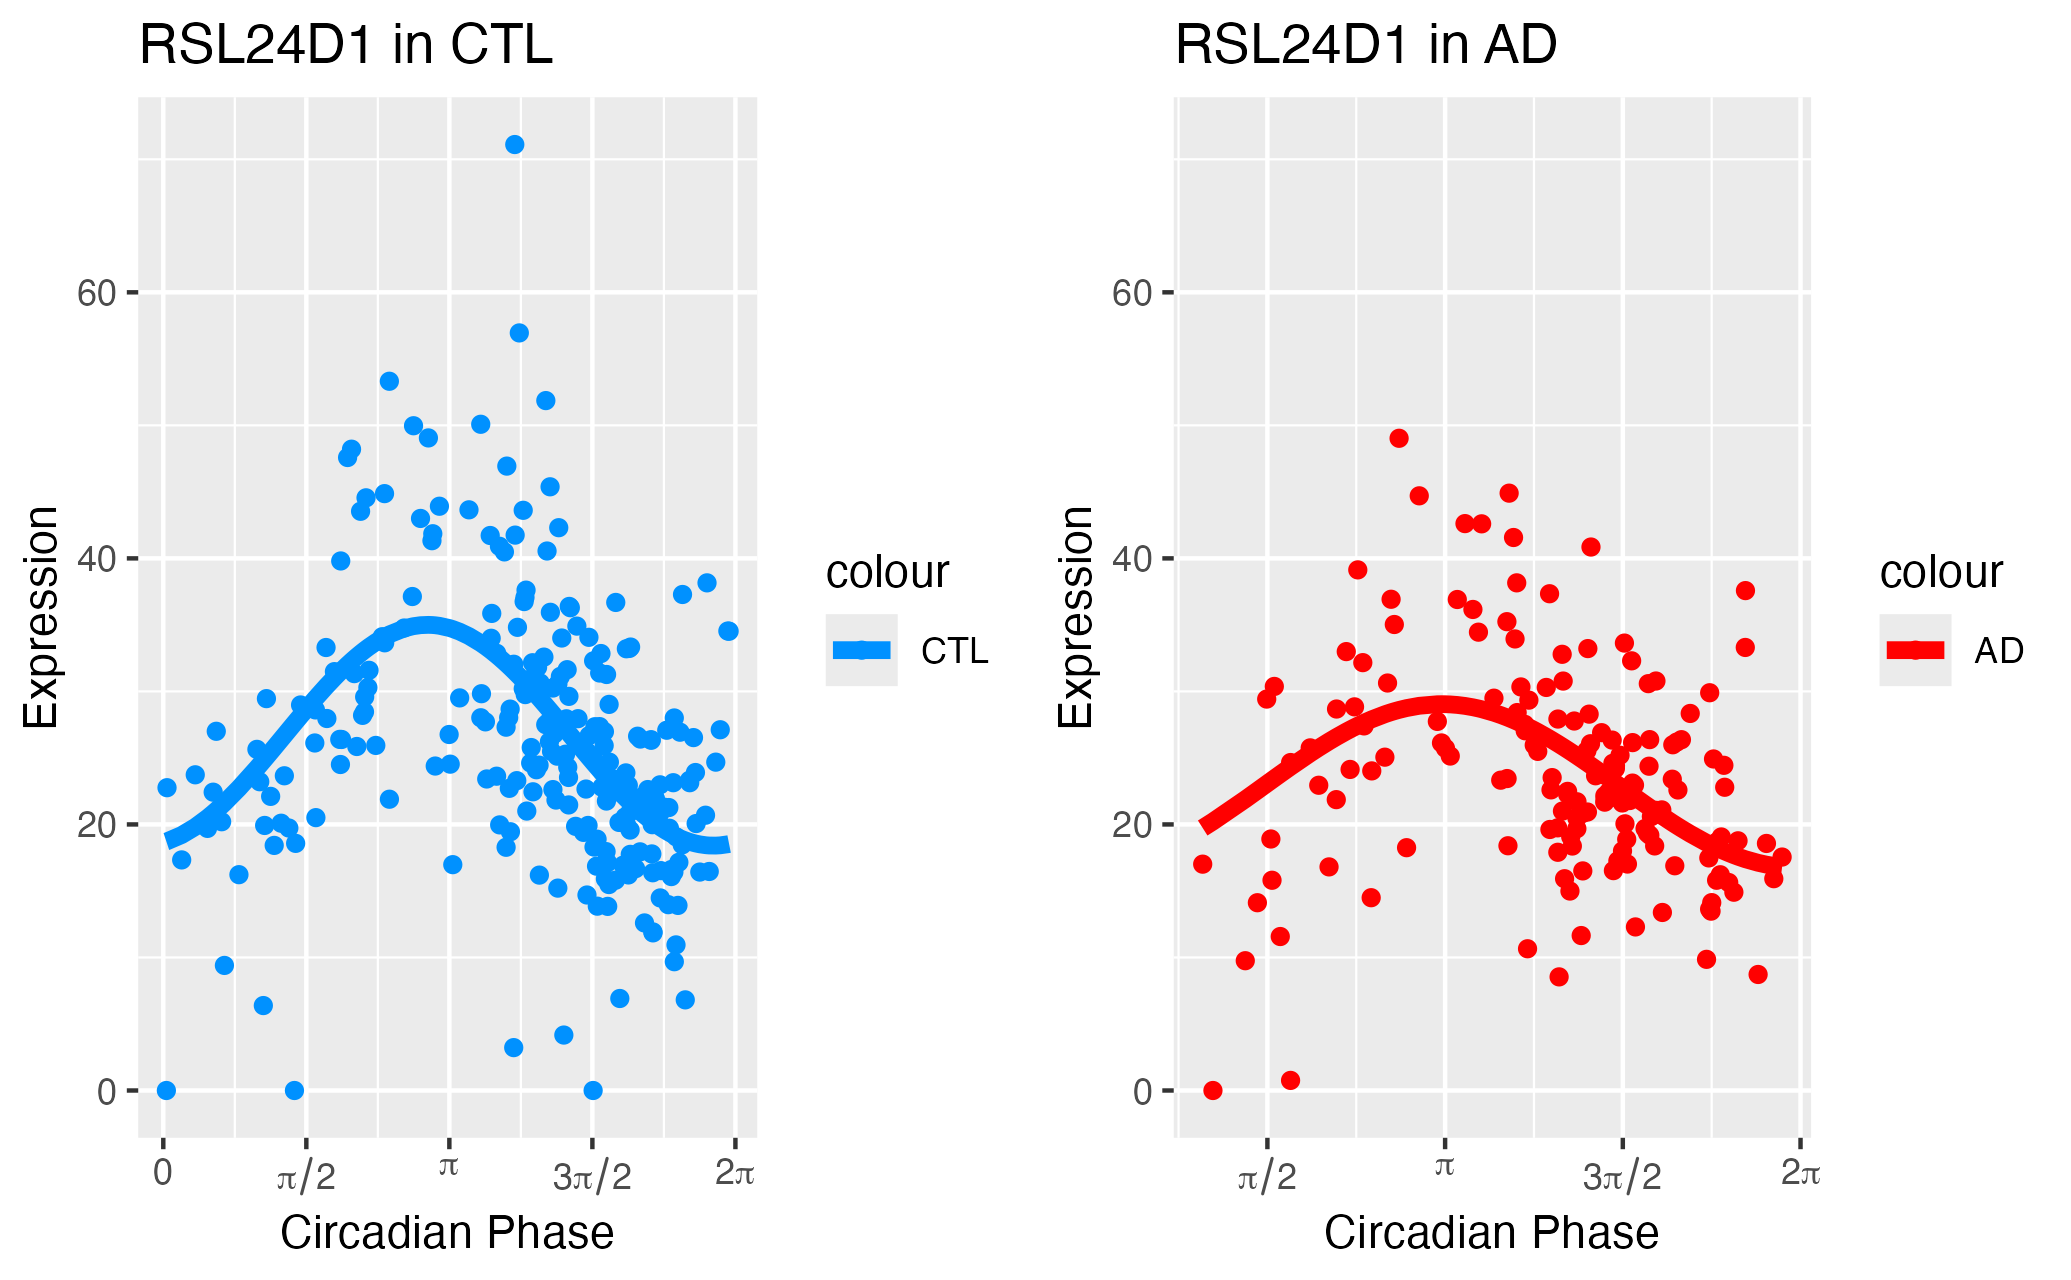 RSL24D1 in CTL
Expression
60
40
20
0
0
π/2
π
3π/2
2π
Circadian Phase
colour
CTL
RSL24D1 in AD
Expression
60
40
20
0
π/2
π
3π/2
2π
Circadian Phase
colour
AD